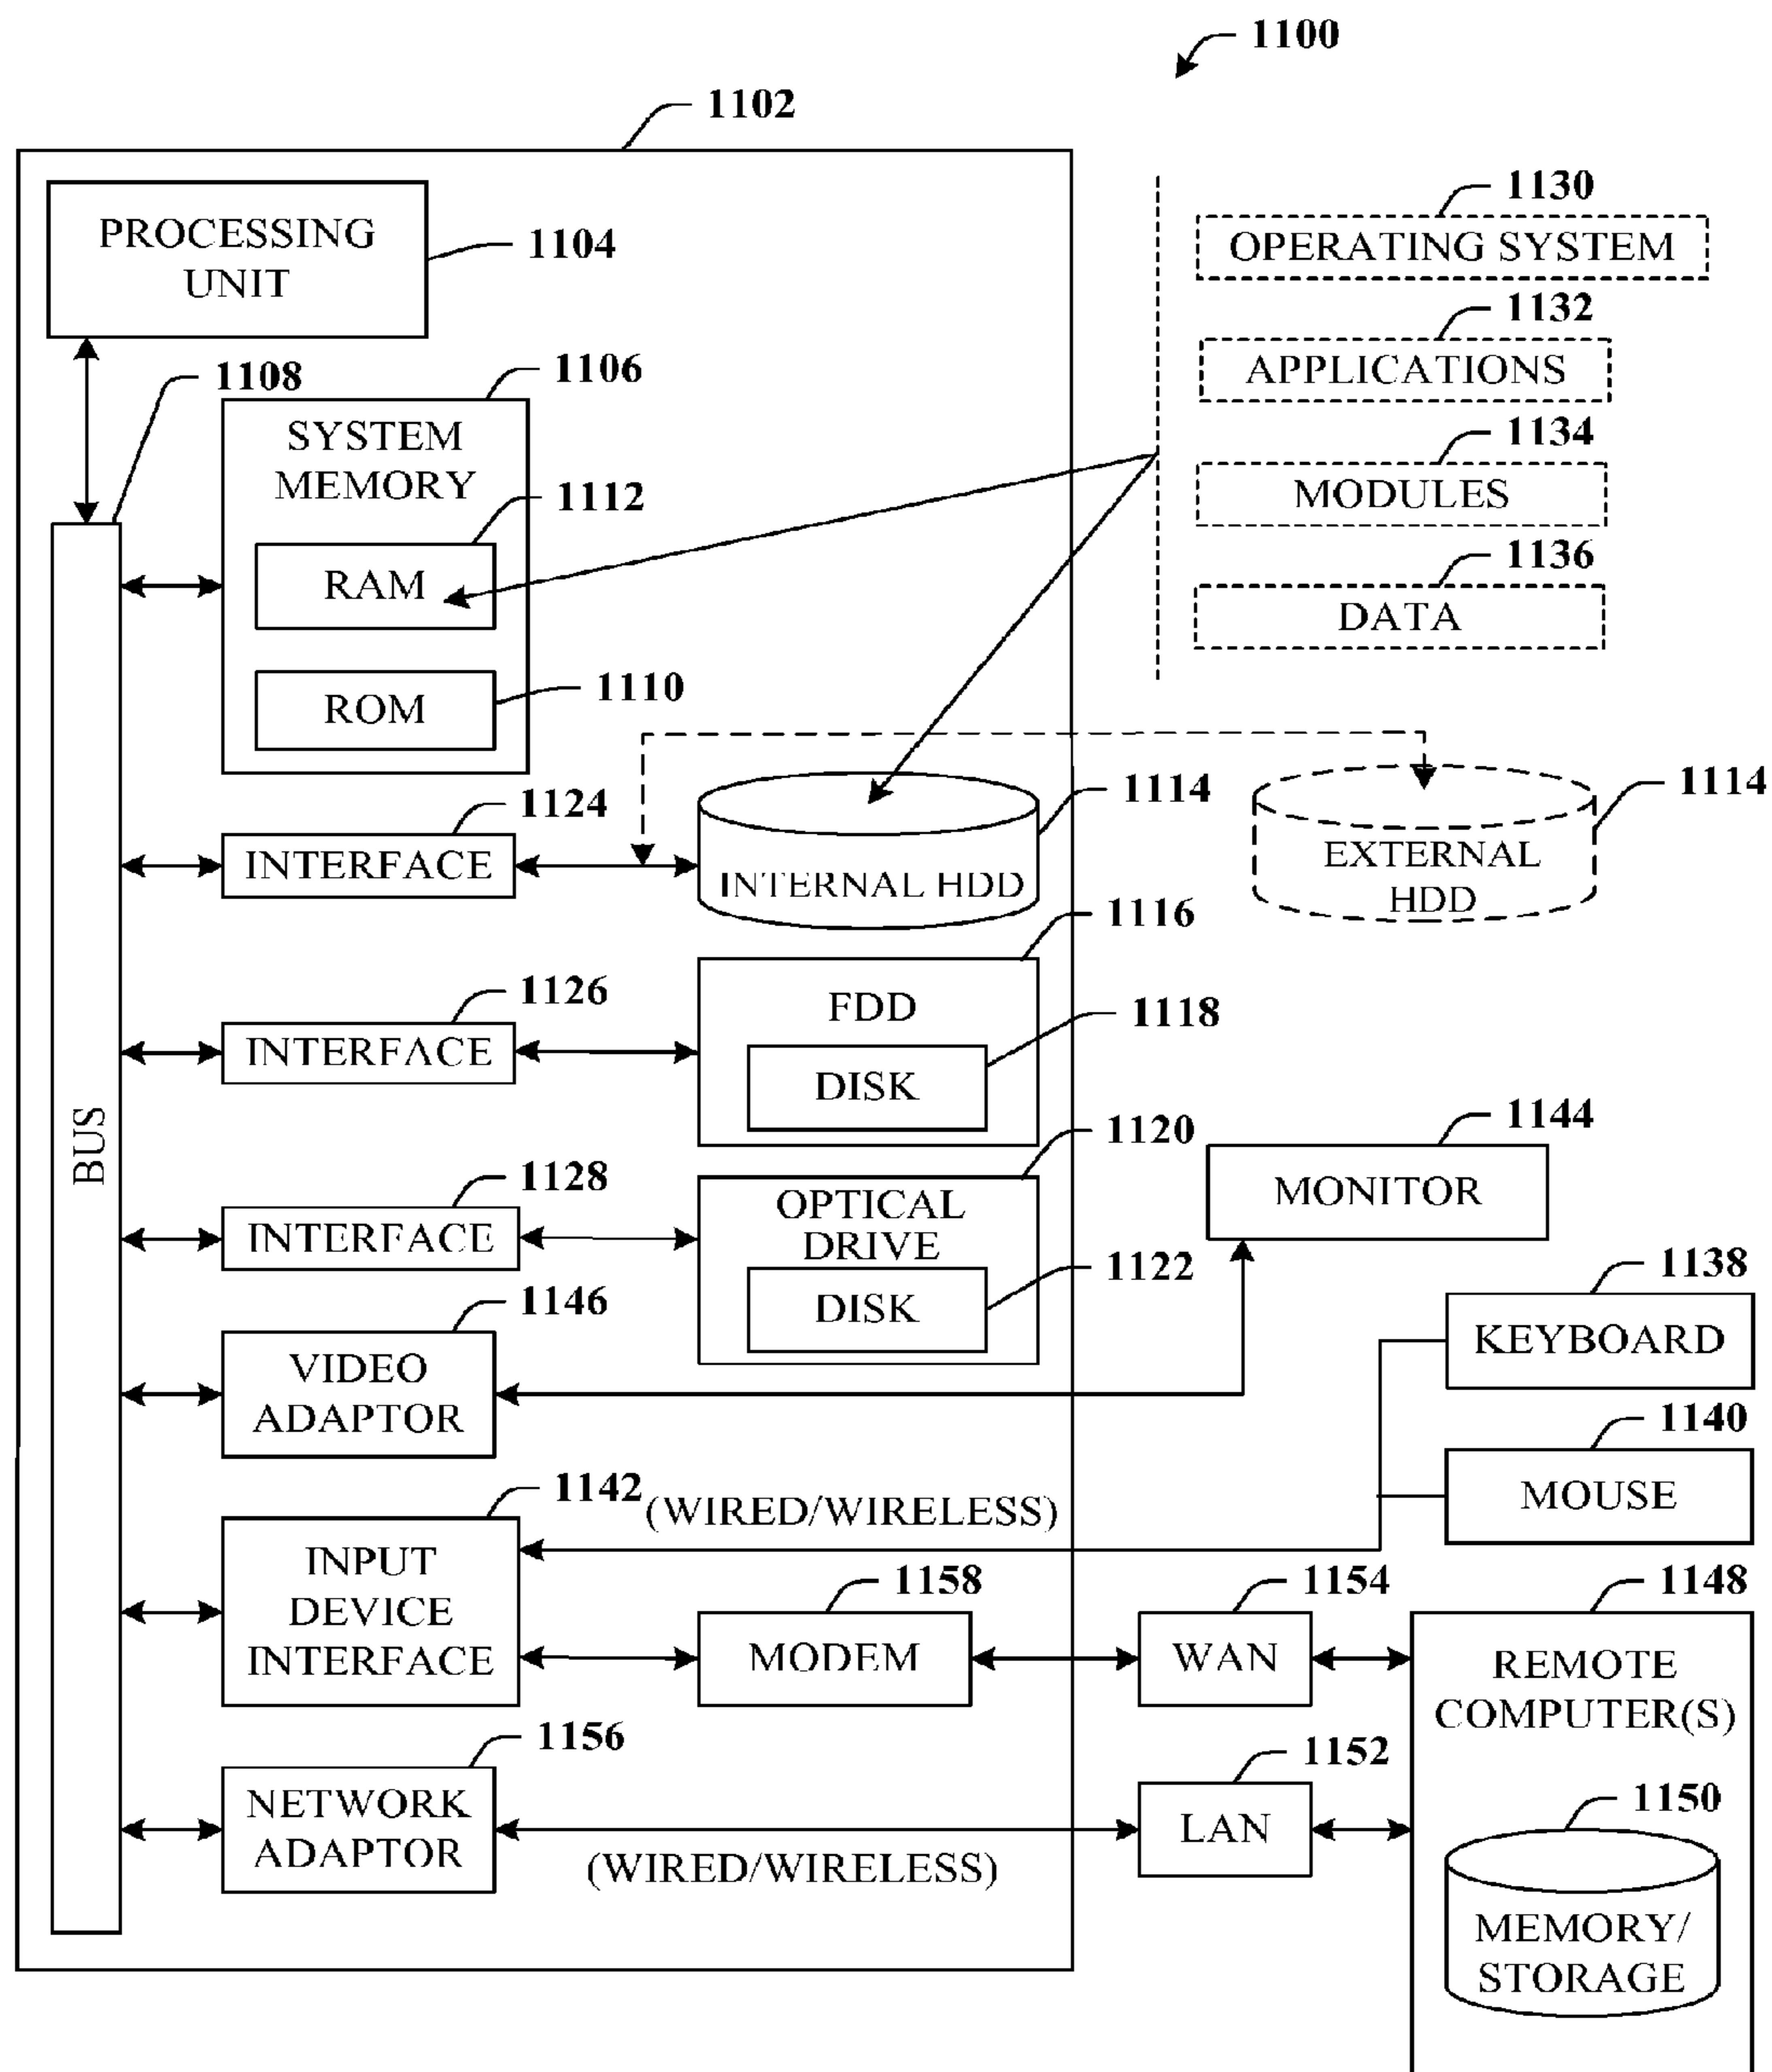 1100
1102
PROCESSING
UNIT
1104
1130
OPERATING SYSTEM
1132
APPLICATIONS
1134
MODULES
1136
DATA
1108
1106
SYSTEM
MEMORY
1112
RAM
1110
ROM
1124
INTERFACE
1114
INTERNAL HDD
1114
EXTERNAL
HDD
1116
FDD
1118
DISK
1126
INTERFACE
BUS
1120
OPTICAL
DRIVE
1122
DISK
1128
INTERFACE
1144
MONITOR
1146
VIDEO
ADAPTOR
1138
KEYBOARD
1140
MOUSE
1142
(WIRED/WIRELESS)
INPUT
DEVICE
INTERFACE
1158
MODEM
1154
WAN
1148
REMOTE
COMPUTER(S)
1156
NETWORK
ADAPTOR
(WIRED/WIRELESS)
1152
LAN
1150
MEMORY/
STORAGE